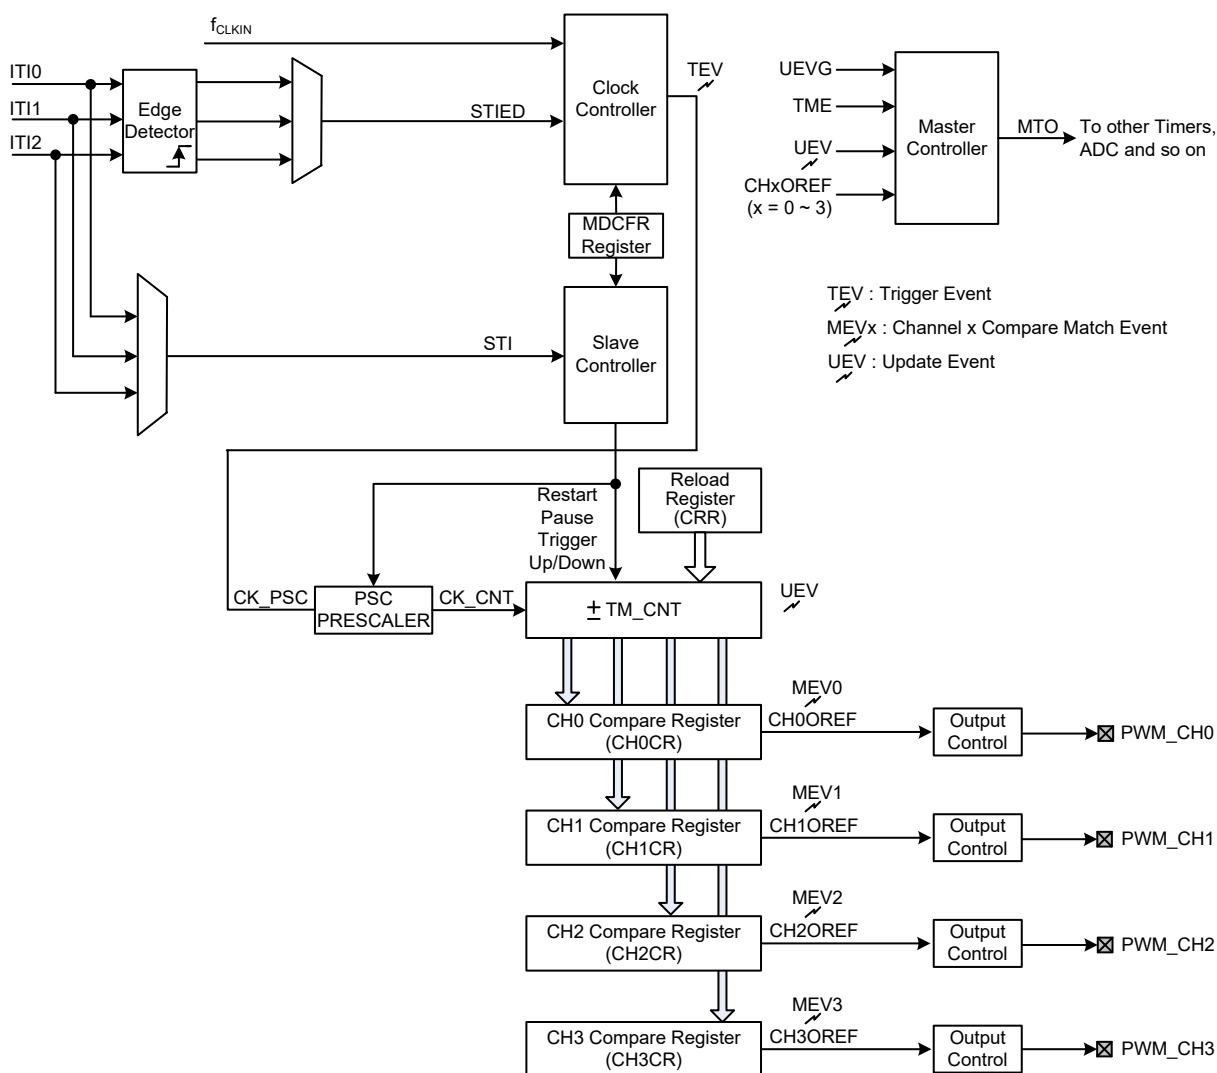 fCLKIN
ITI0
ITI1
ITI2
Edge
Detector
STIED
Clock
Controller
TEV
UEVG
TME
UEV
CHxOREF
(x = 0 ~ 3)
Master
Controller
MTO
To other Timers,
ADC and so on
MDCFR
Register
STI
Slave
Controller
TEV : Trigger Event
MEVx : Channel x Compare Match Event
UEV : Update Event
Restart
Pause
Trigger
Up/Down
Reload
Register
(CRR)
CK_PSC
PSC
PRESCALER
CK_CNT
± TM_CNT
UEV
CH0 Compare Register
(CH0CR)
MEV0
CH0OREF
Output
Control
PWM_CH0
CH1 Compare Register
(CH1CR)
MEV1
CH1OREF
Output
Control
PWM_CH1
CH2 Compare Register
(CH2CR)
MEV2
CH2OREF
Output
Control
PWM_CH2
CH3 Compare Register
(CH3CR)
MEV3
CH3OREF
Output
Control
PWM_CH3